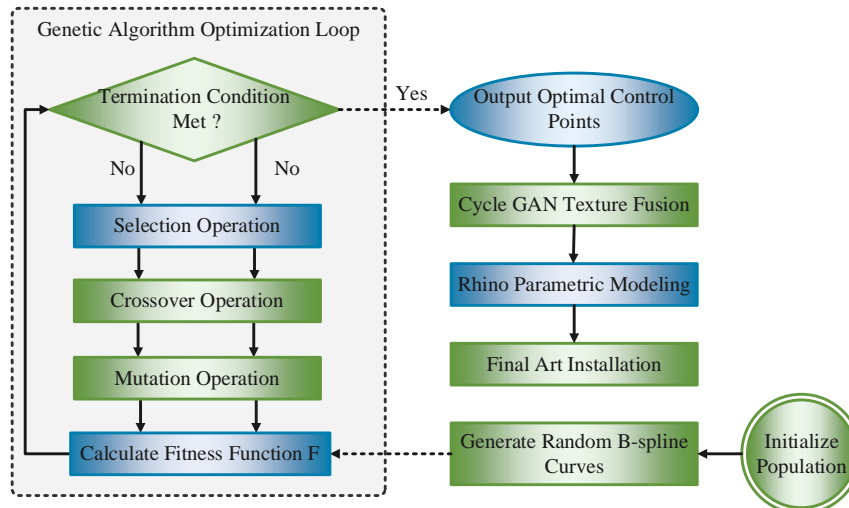 Genetic Algorithm Optimization Loop
Termination Condition
Met ?
Yes
No
No
Selection Operation
Crossover Operation
Mutation Operation
Calculate Fitness Function F
Output Optimal Control
Points
Cycle GAN Texture Fusion
Rhino Parametric Modeling
Final Art Installation
Generate Random B-spline
Curves
Initialize
Population